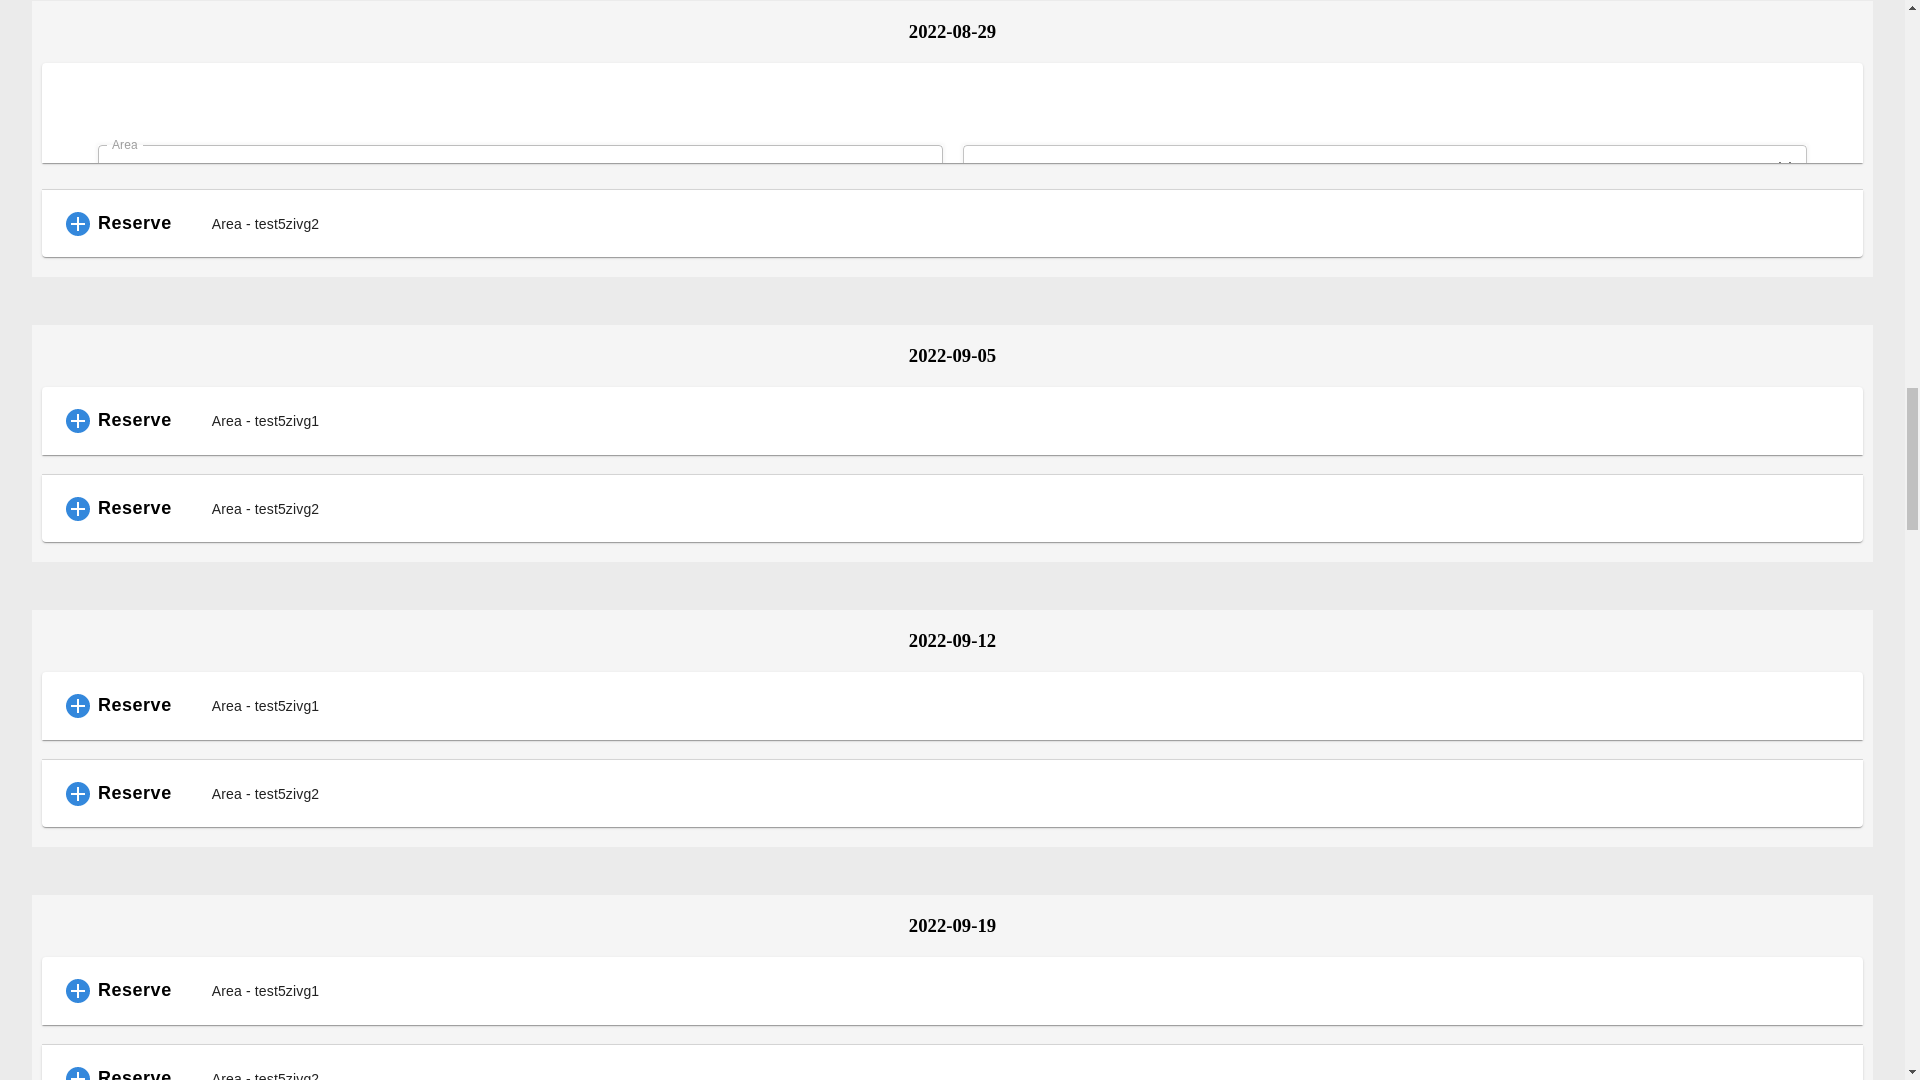 2022-08-29
Area
Reserve Area - test5zivg2
2022-09-05
Reserve Area - test5zivg1
Reserve Area - test5zivg2
2022-09-12
Reserve Area - test5zivg1
Reserve Area - test5zivg2
2022-09-19
Reserve Area - test5zivg1
Reserve Area - test5zivg2